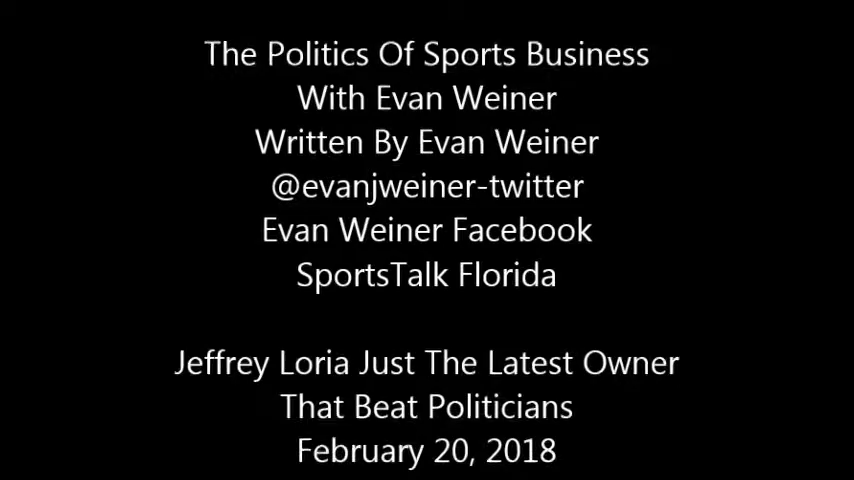 The Politics Of Sports Business
With Evan Weiner
Written By Evan Weiner
@evanjweiner-twitter
Evan Weiner Facebook
SportsTalk Florida
Jeffrey Loria Just The Latest Owner
That Beat Politicians
February 20, 2018